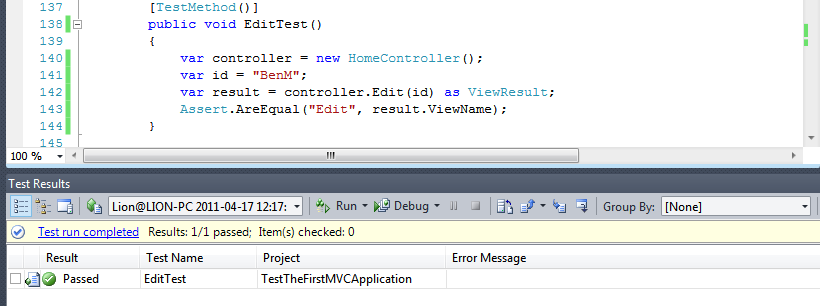 137 [TestMethod()]
138 public void EditTest()
139 {
140 var controller = new HomeController();
141 var id = "BenM";
142 var result = controller.Edit(id) as ViewResult;
143 Assert.AreEqual("Edit", result.ViewName);
144 }
145
100 %
Test Results
Lion@LION-PC 2011-04-17 12:17: Run Debug Group By: [None]
Test run completed Results: 1/1 passed; Item(s) checked: 0
Result Test Name Project Error Message
Passed EditTest TestTheFirstMVCApplication